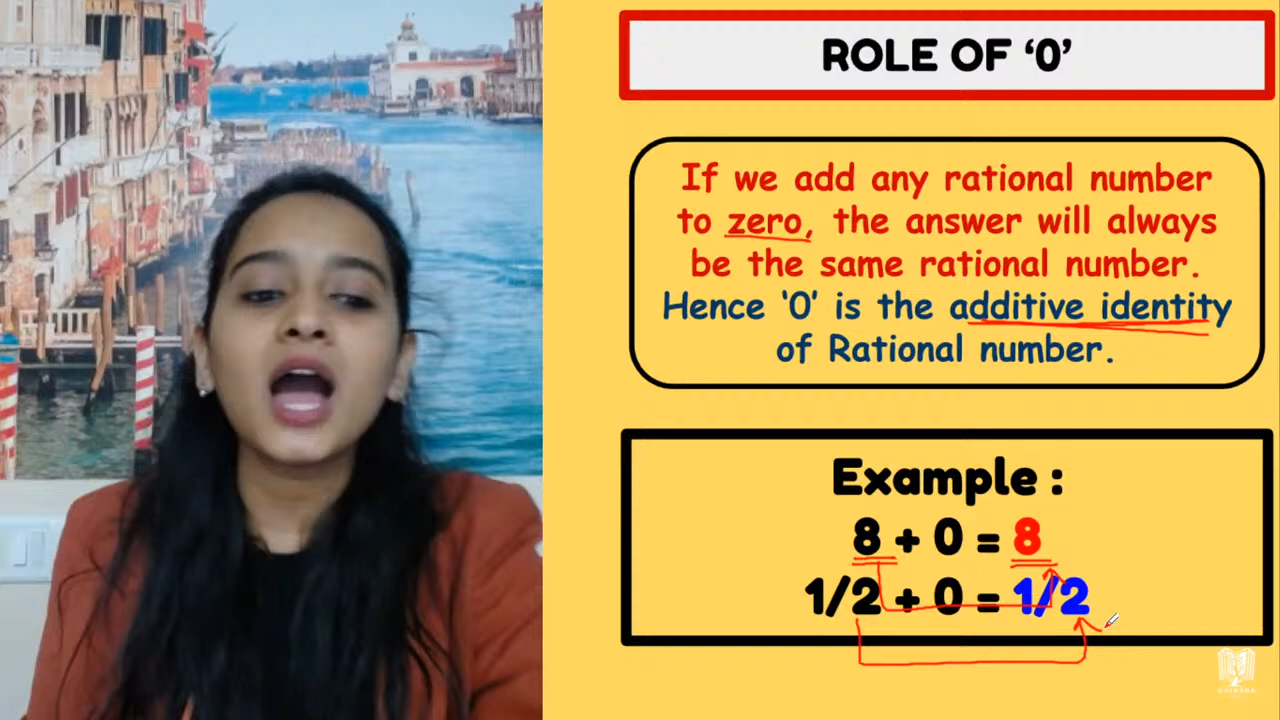 ROLE OF ‘0’
If we add any rational number
to zero, the answer will always
be the same rational number.
Hence ‘0’ is the additive identity
of Rational number.
Example :
8 + 0 = 8
1/2 + 0 = 1/2